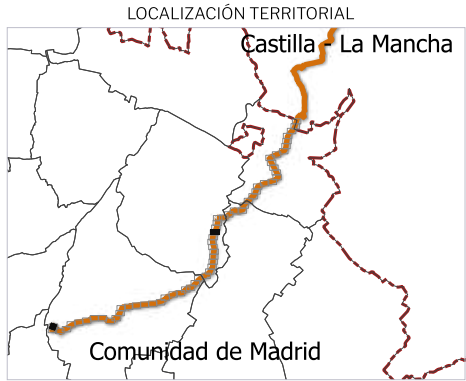 LOCALIZACIÓN TERRITORIAL
Castilla - La Mancha
Comunidad de Madrid